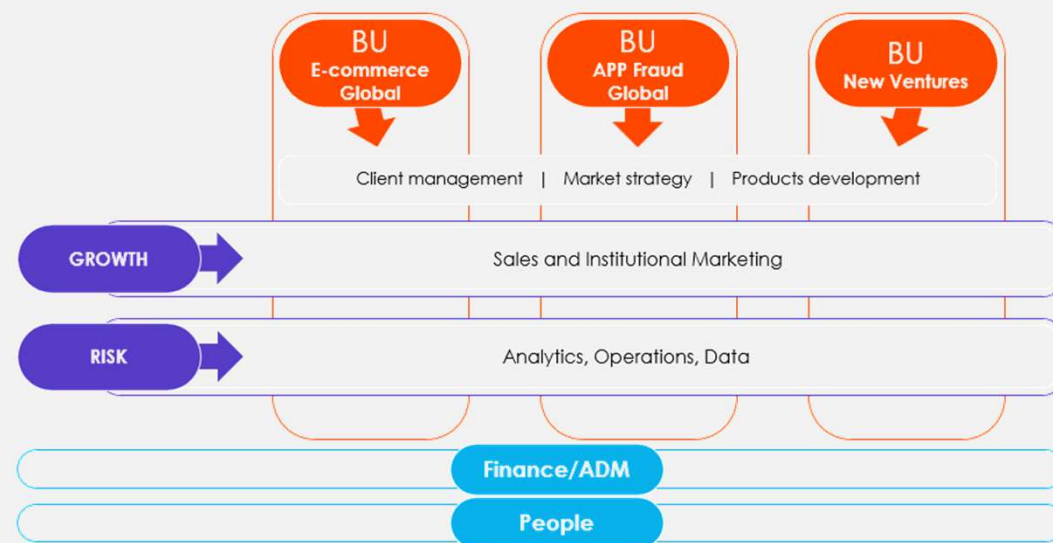 BU
E-commerce
Global
BU
APP Fraud
Global
BU
New Ventures
Client management | Market strategy | Products development
GROWTH
Sales and Institutional Marketing
RISK
Analytics, Operations, Data
Finance/ADM
People